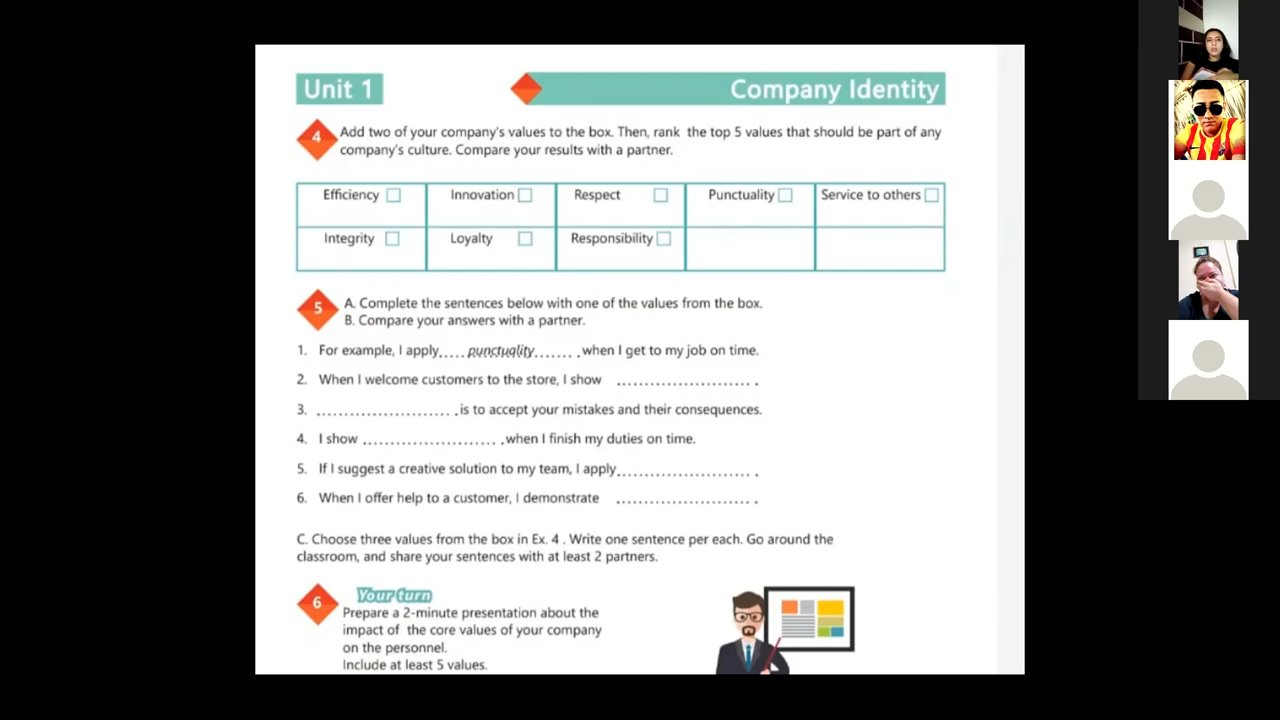 Unit 1
Company Identity
4
Add two of your company's values to the box. Then, rank the top 5 values that should be part of any
company's culture. Compare your results with a partner.
Efficiency Innovation Respect Punctuality Service to others
Integrity Loyalty Responsibility
5
A. Complete the sentences below with one of the values from the box.
B. Compare your answers with a partner.
1. For example, I apply..... punctuality....... .when I get to my job on time.
2. When I welcome customers to the store, I show ........................ .
3. ........................ .is to accept your mistakes and their consequences.
4. I show ........................ .when I finish my duties on time.
5. If I suggest a creative solution to my team, I apply........................ .
6. When I offer help to a customer, I demonstrate ........................ .
C. Choose three values from the box in Ex. 4 . Write one sentence per each. Go around the
classroom, and share your sentences with at least 2 partners.
6
Your turn
Prepare a 2-minute presentation about the
impact of the core values of your company
on the personnel.
Include at least 5 values.